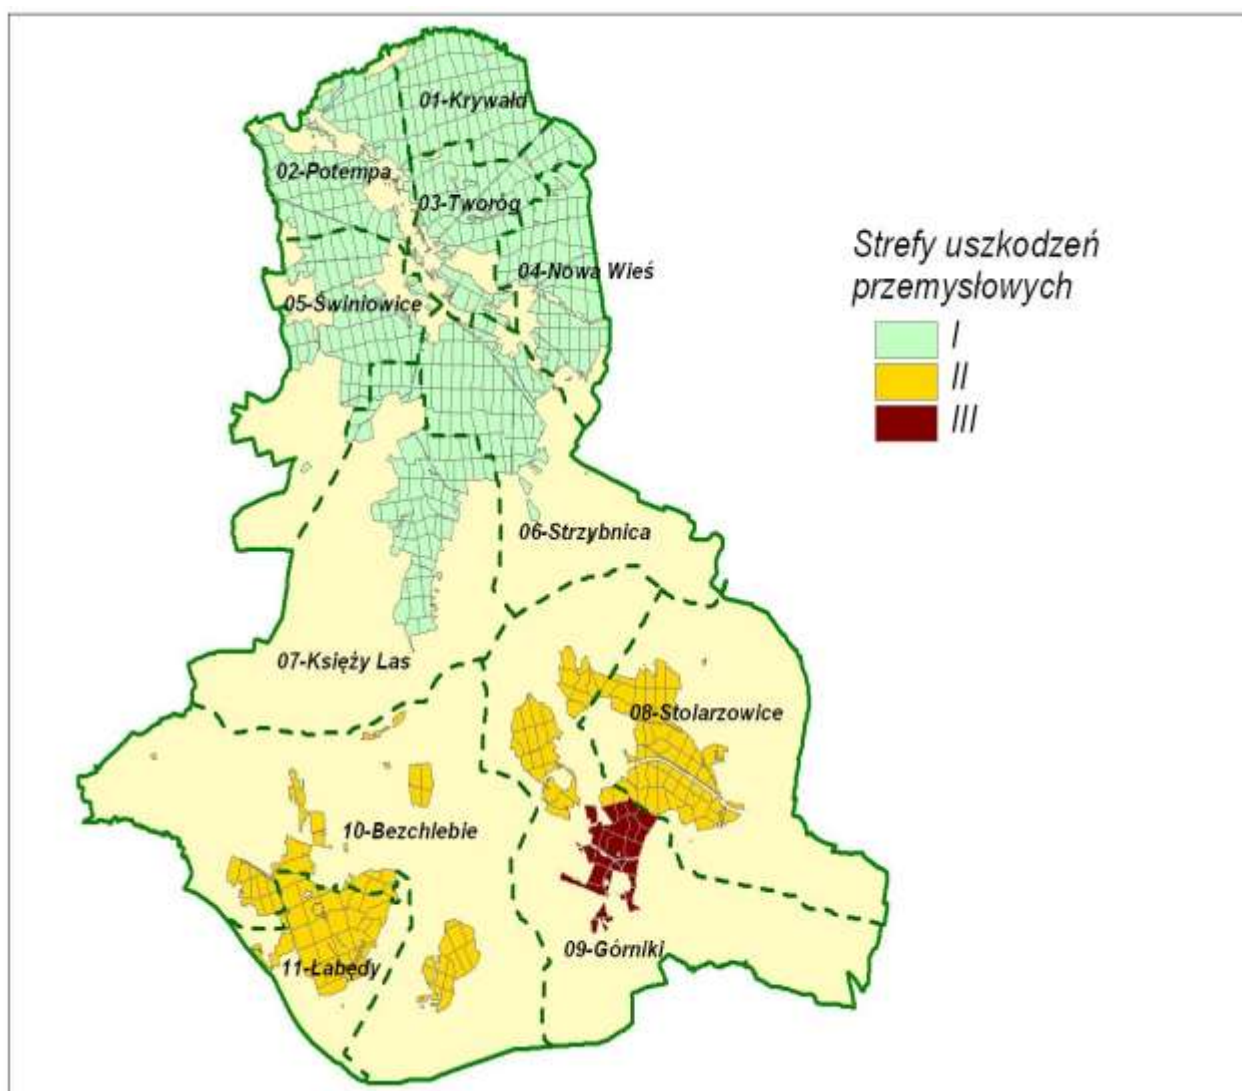 01-Krywałd
02-Potempa
03-Tworóg
04-Nowa Wieś
05-Świniowice
06-Strzybnica
07-Księży Las
08-Stolarzowice
10-Bezchlebie
09-Górniki
11-Łabędy
Strefy uszkodzeń
przemysłowych
I
II
III